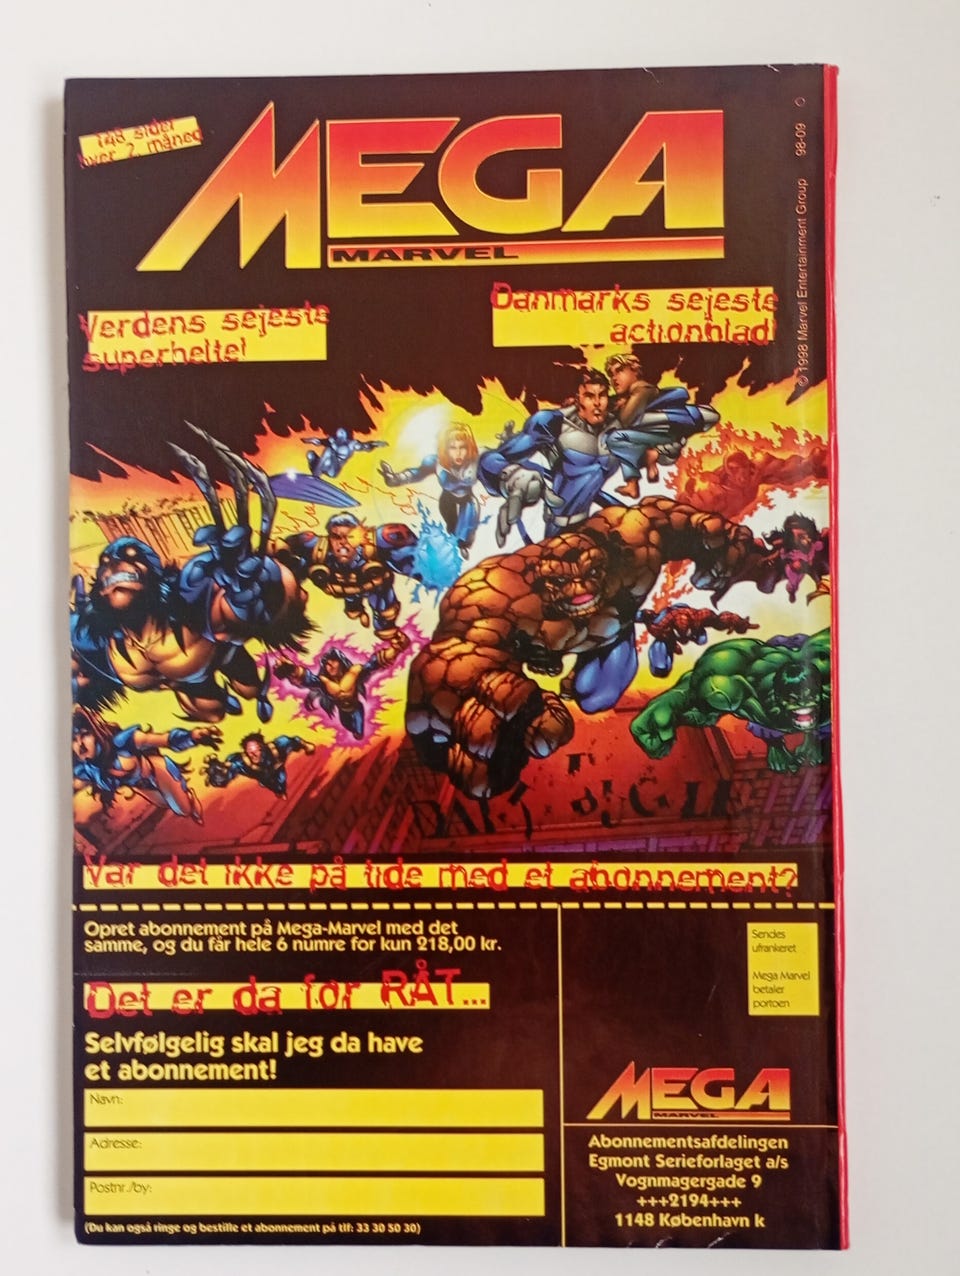 148 sider
hver 2. måned
MEGA
MARVEL
© 1998 Marvel Entertainment Group 98-09
Verdens sejeste
superhelte!
Danmarks sejeste
actionblad!
DAILY BUGLE
Var det ikke på tide med et abonnement?
Opret abonnement på Mega-Marvel med det
samme, og du får hele 6 numre for kun 218,00 kr.
Det er da for RÅT...
Selvfølgelig skal jeg da have
et abonnement!
Navn:
Adresse:
Postnr./by:
(Du kan også ringe og bestille et abonnement på tlf: 33 30 50 30)
Sendes
ufrankeret
Mega Marvel
betaler
portoen
MEGA
MARVEL
Abonnementsafdelingen
Egmont Serieforlaget a/s
Vognmagergade 9
+++2194+++
1148 København k